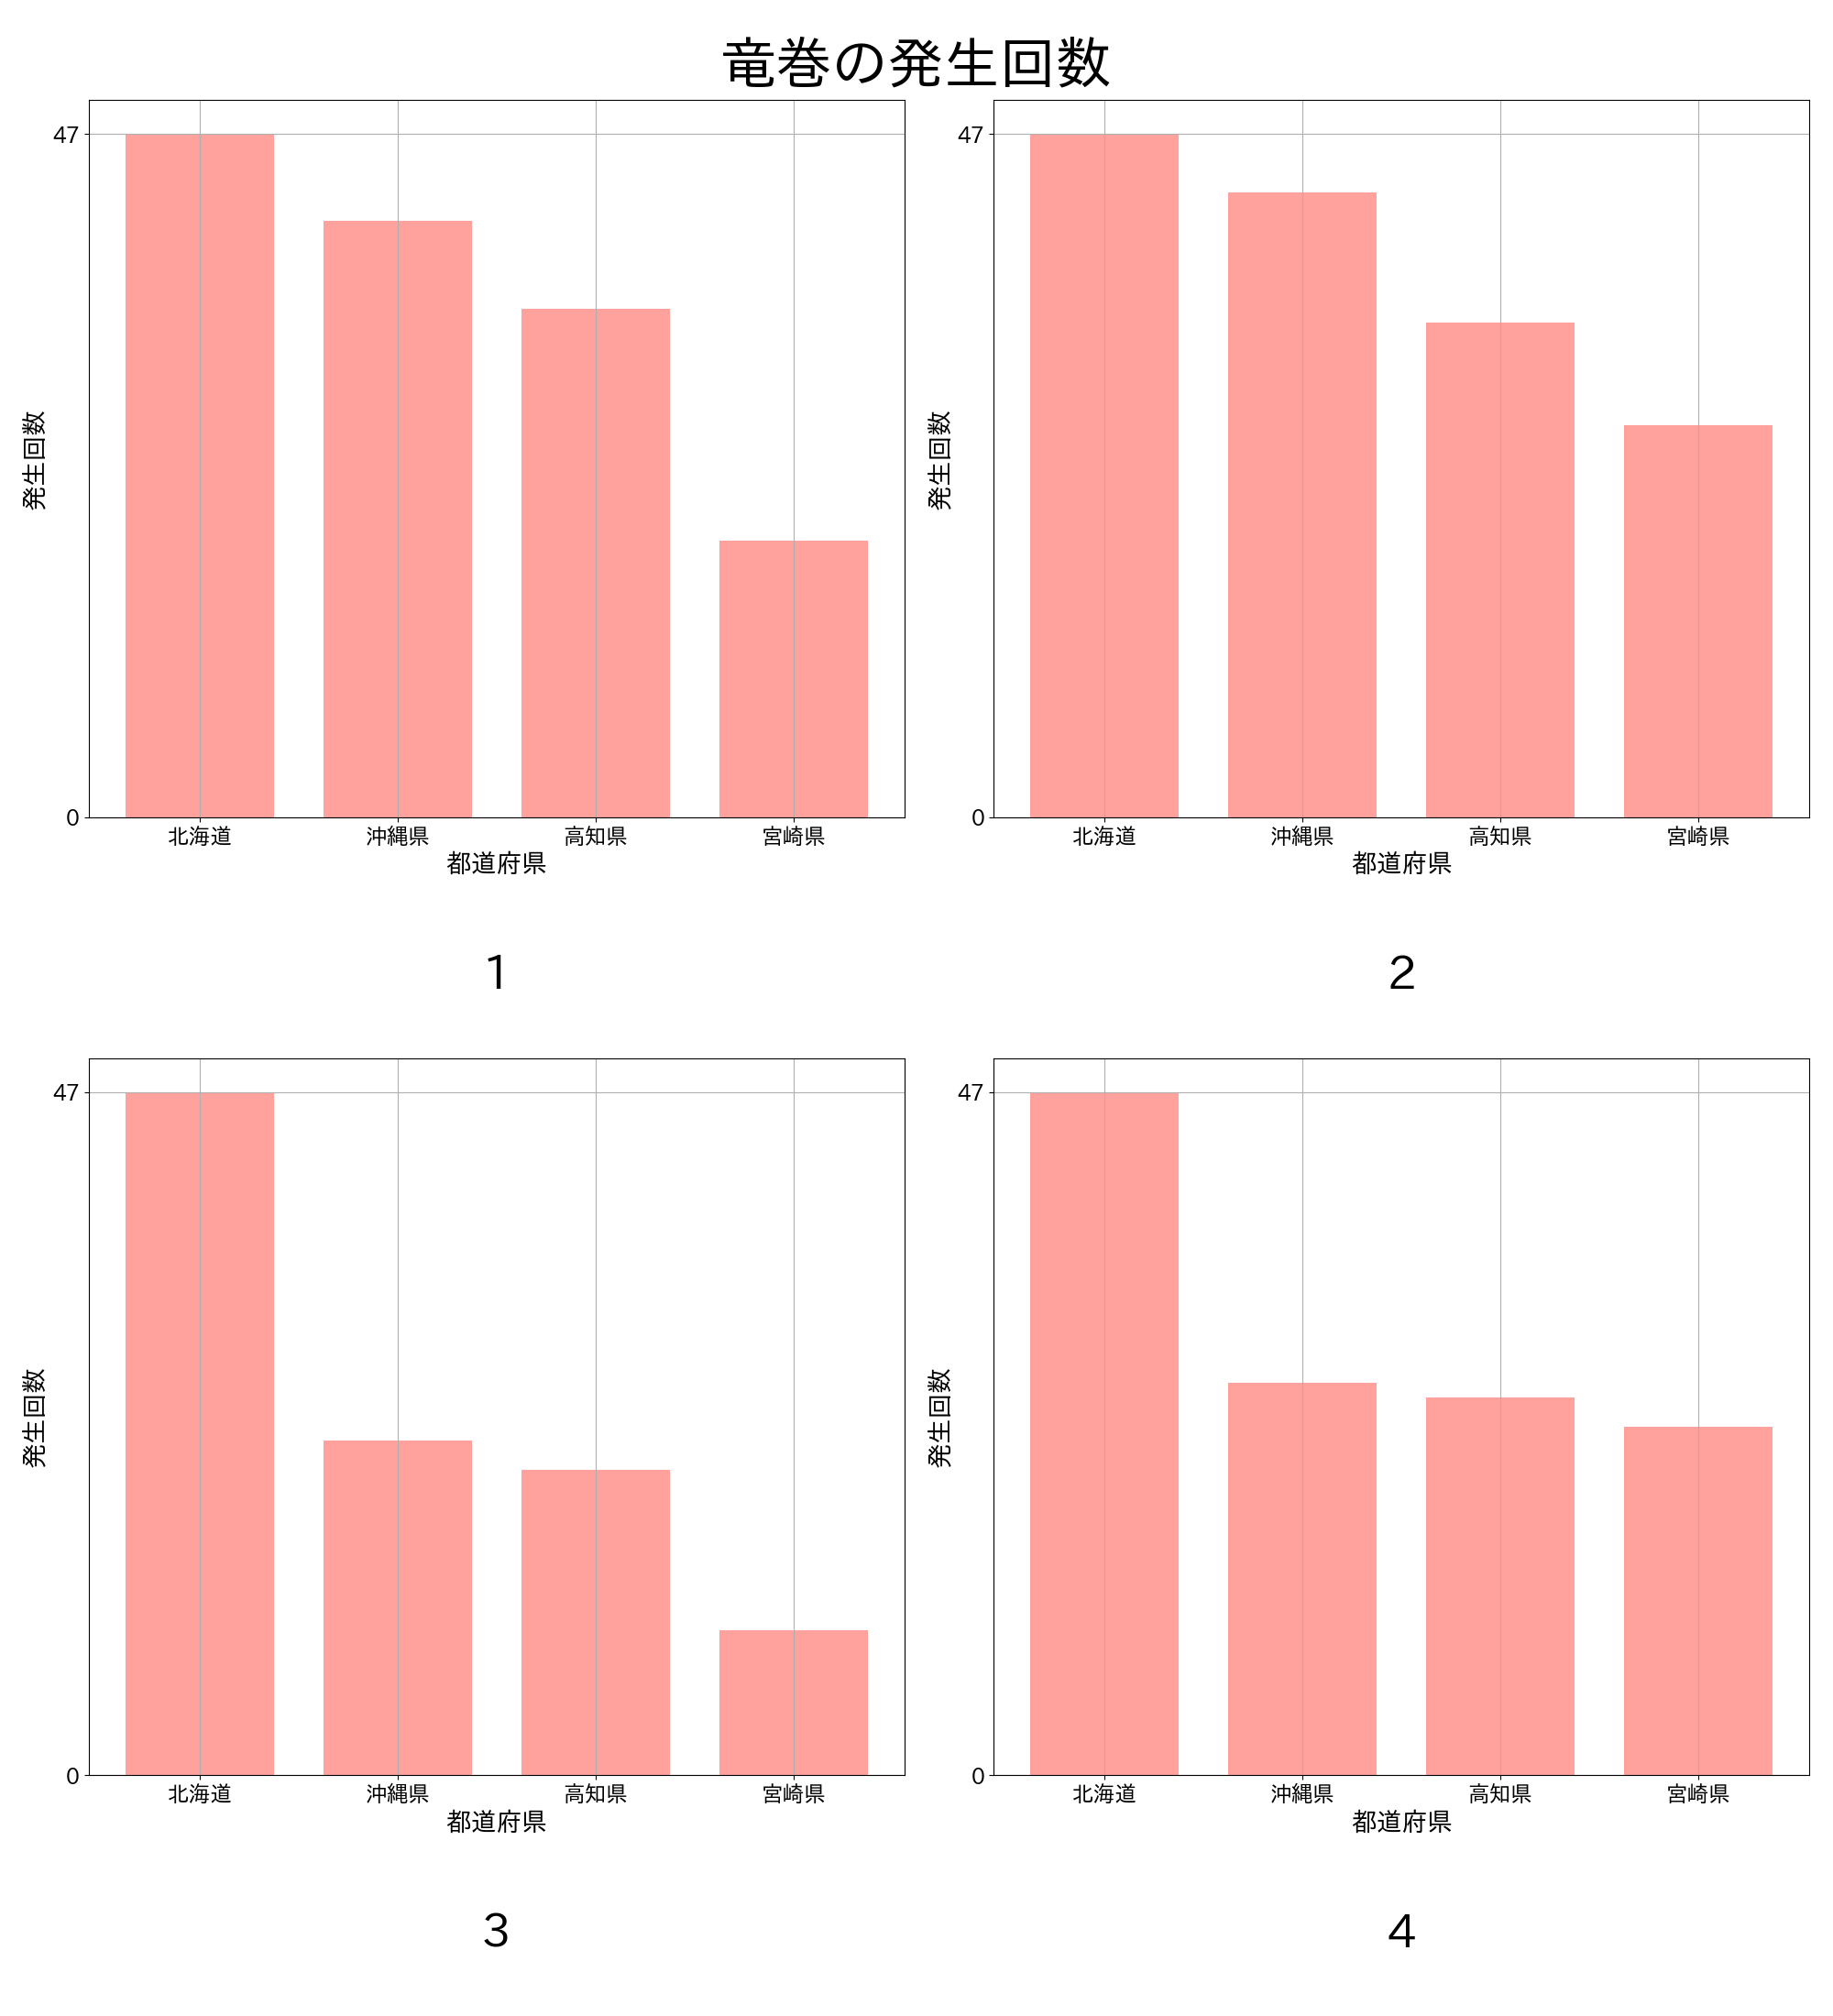 竜巻の発生回数
47
0
発生回数
北海道 沖縄県 高知県 宮崎県
都道府県
1
47
0
発生回数
北海道 沖縄県 高知県 宮崎県
都道府県
2
47
0
発生回数
北海道 沖縄県 高知県 宮崎県
都道府県
3
47
0
発生回数
北海道 沖縄県 高知県 宮崎県
都道府県
4